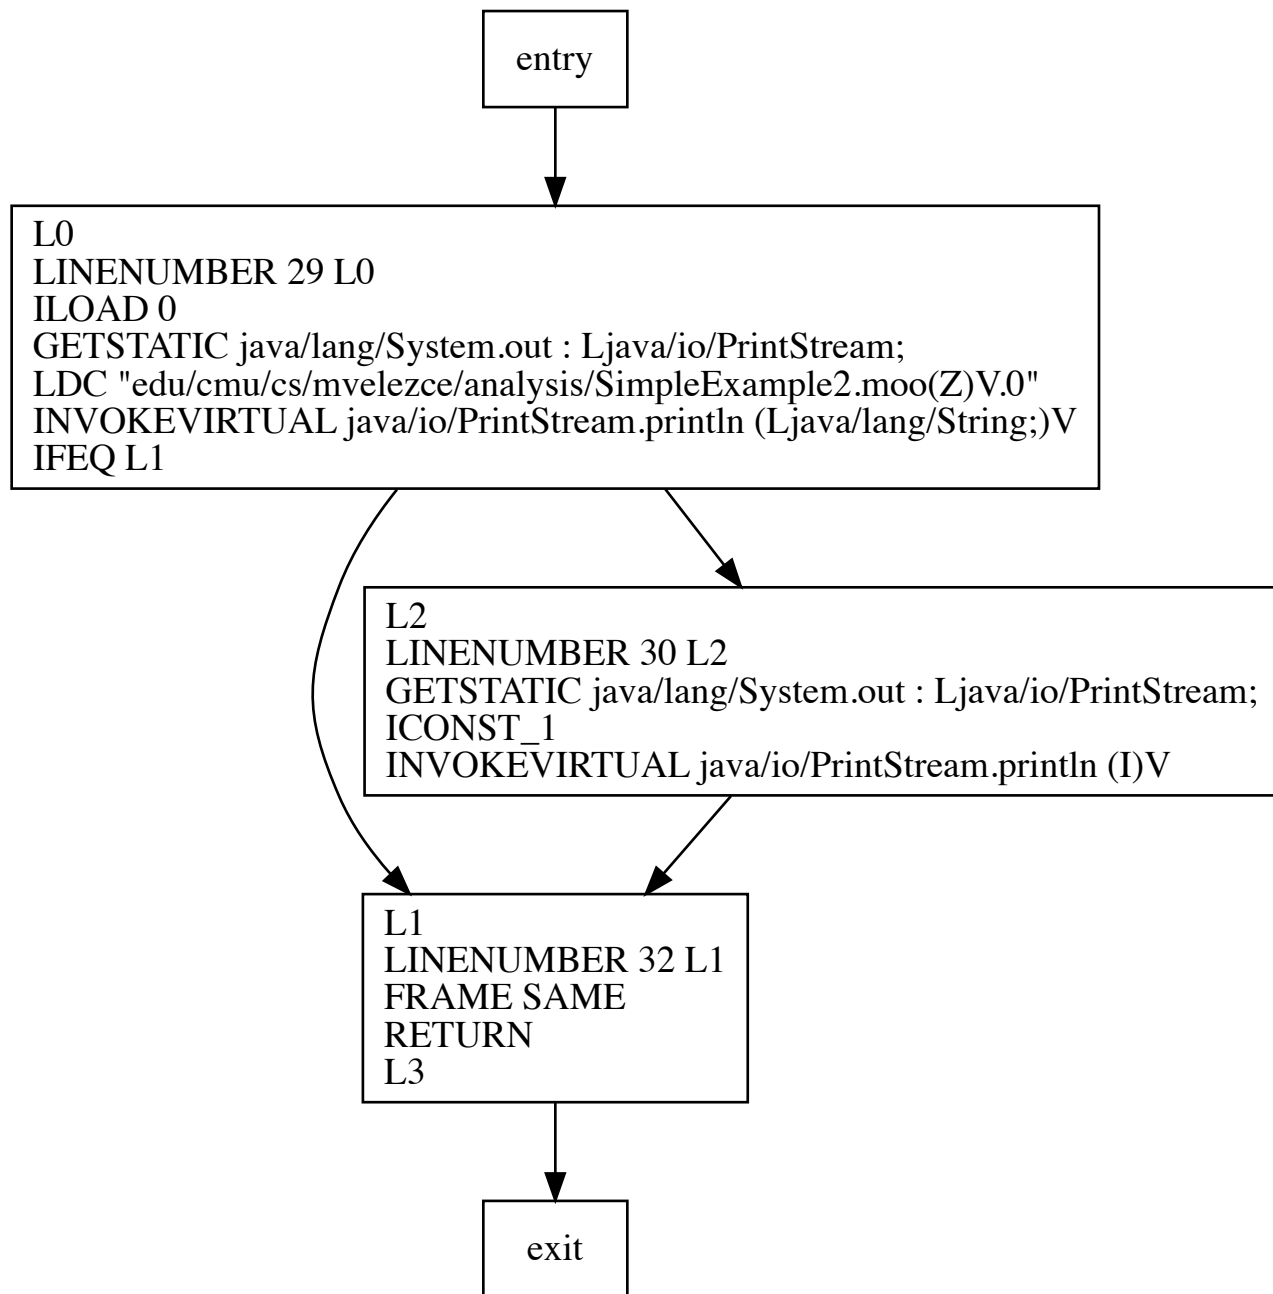 entry
L0
LINENUMBER 29 L0
ILOAD 0
GETSTATIC java/lang/System.out : Ljava/io/PrintStream;
LDC "edu/cmu/cs/mvelezce/analysis/SimpleExample2.moo(Z)V.0"
INVOKEVIRTUAL java/io/PrintStream.println (Ljava/lang/String;)V
IFEQ L1
L2
LINENUMBER 30 L2
GETSTATIC java/lang/System.out : Ljava/io/PrintStream;
ICONST_1
INVOKEVIRTUAL java/io/PrintStream.println (I)V
L1
LINENUMBER 32 L1
FRAME SAME
RETURN
L3
exit